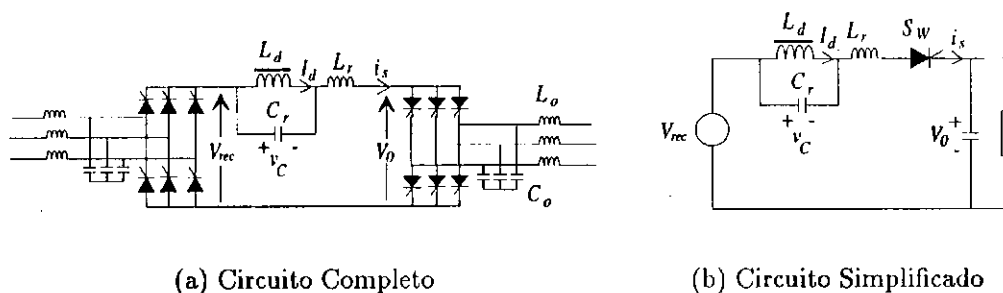 L_d
I_d
L_r
i_s
C_r
+
-
v_C
V_rec
V_0
L_o
C_o
(a) Circuito Completo
L_d
I_d
L_r
S_W
i_s
C_r
+
-
v_C
V_rec
V_0
+
-
(b) Circuito Simplificado